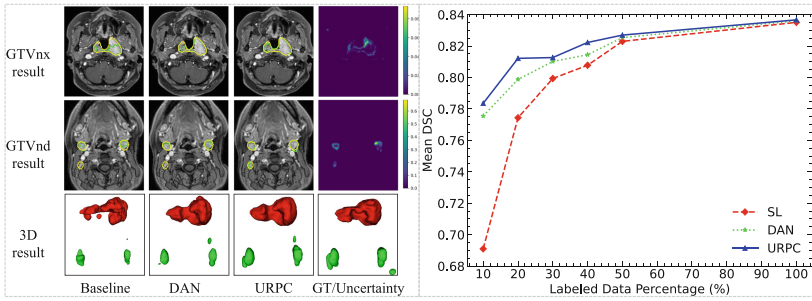 GTVnx
result
GTVnd
result
3D
result
Baseline DAN URPC GT/Uncertainty
0.84
0.82
0.80
0.78
0.76
0.74
0.72
0.70
0.68
Mean DSC
10 20 30 40 50 60 70 80 90 100
Labeled Data Percentage (%)
SL
DAN
URPC